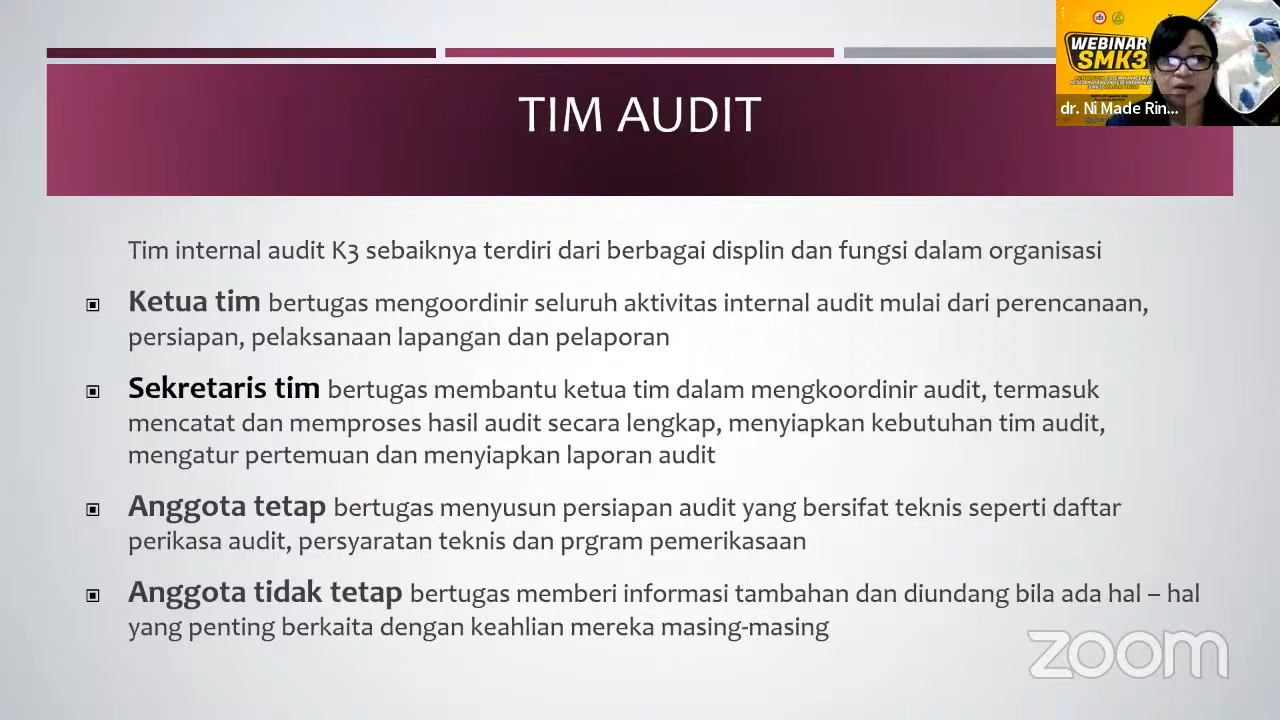 TIM AUDIT
WEBINAR
SMK3
dr. Ni Made Rin...
Tim internal audit K3 sebaiknya terdiri dari berbagai displin dan fungsi dalam organisasi
Ketua tim bertugas mengoordinir seluruh aktivitas internal audit mulai dari perencanaan,
persiapan, pelaksanaan lapangan dan pelaporan
Sekretaris tim bertugas membantu ketua tim dalam mengkoordinir audit, termasuk
mencatat dan memproses hasil audit secara lengkap, menyiapkan kebutuhan tim audit,
mengatur pertemuan dan menyiapkan laporan audit
Anggota tetap bertugas menyusun persiapan audit yang bersifat teknis seperti daftar
perikasa audit, persyaratan teknis dan prgram pemerikasaan
Anggota tidak tetap bertugas memberi informasi tambahan dan diundang bila ada hal – hal
yang penting berkaita dengan keahlian mereka masing-masing
zoom